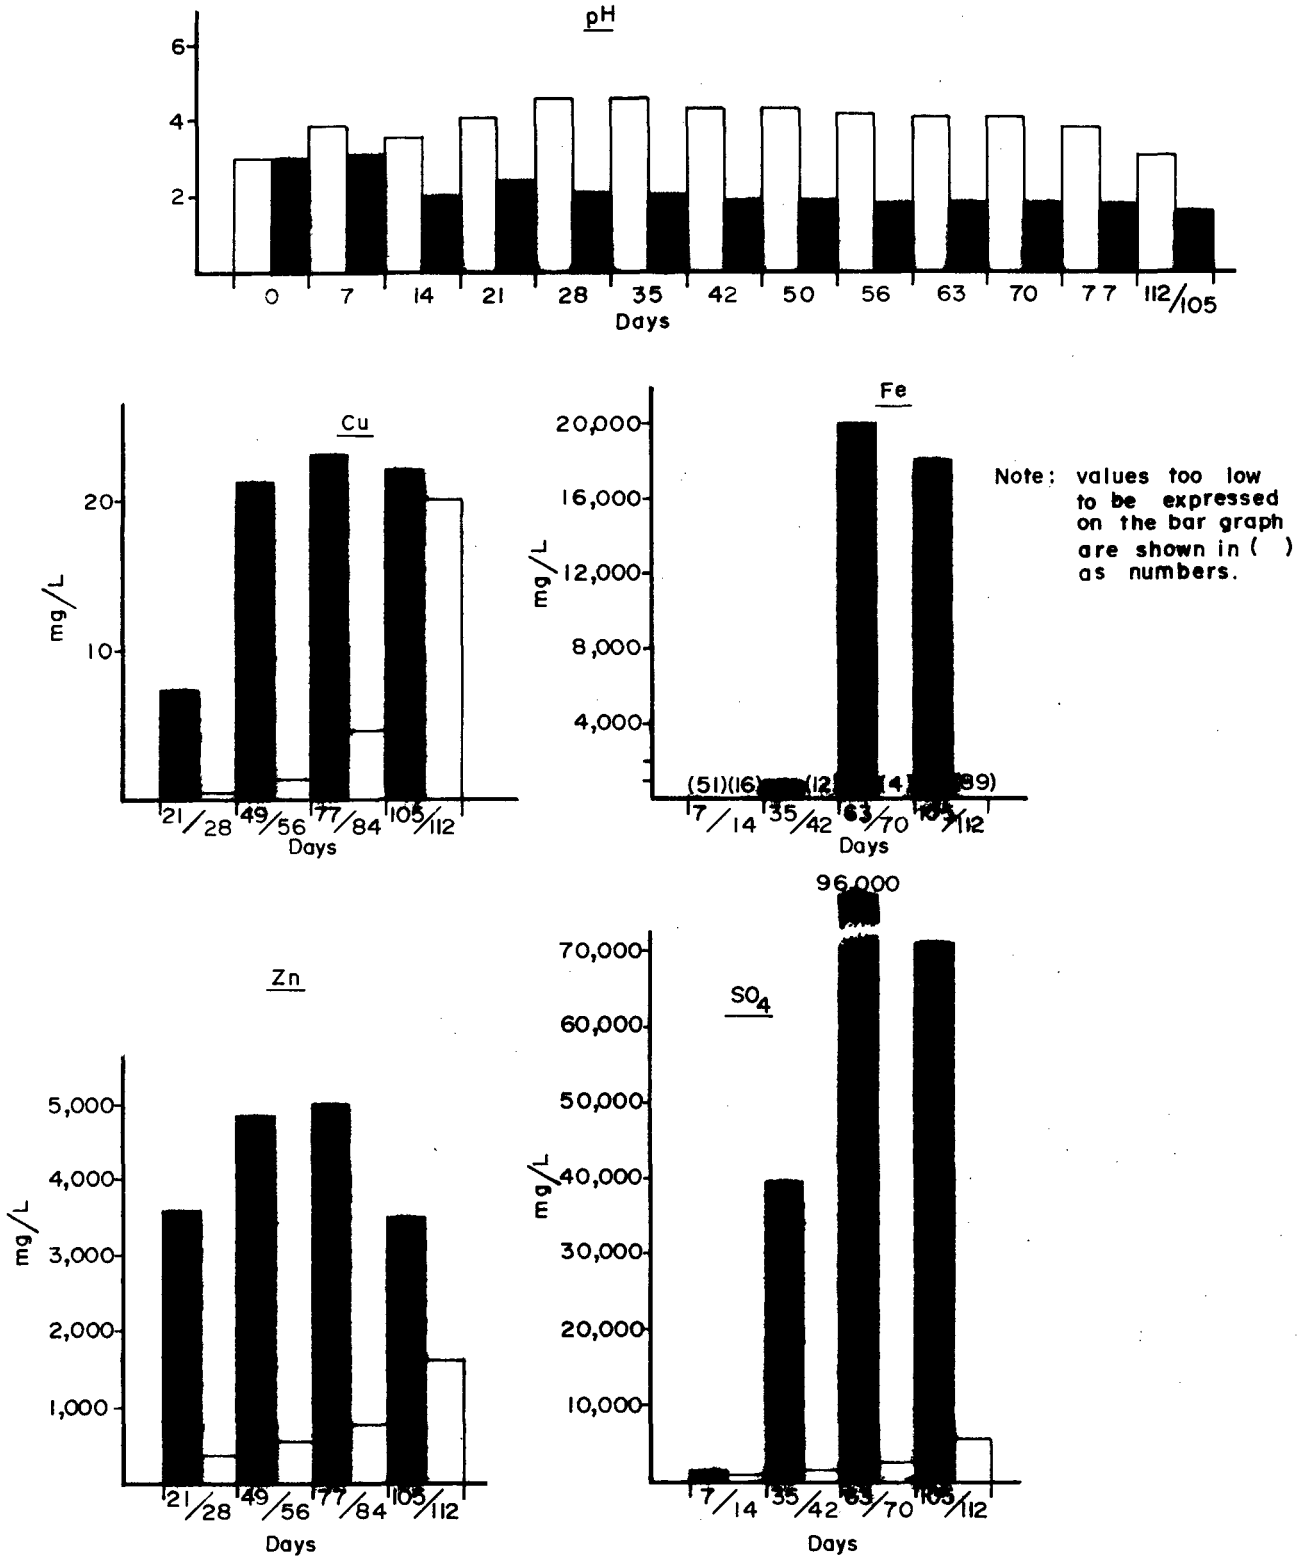 pH
6
4
2
0 7 14 21 28 35 42 50 56 63 70 77 112/105
Days
Cu
20
10
mg/L
21/28 49/56 77/84 105/112
Days
Fe
20,000
16,000
12,000
8,000
4,000
mg/L
(51)(16) (12) (4) 89)
7/14 35/42 63/70 105/112
Days
Note: values too low
to be expressed
on the bar graph
are shown in ( )
as numbers.
Zn
5,000
4,000
3,000
2,000
1,000
mg/L
21/28 49/56 77/84 105/112
Days
96,000
SO4
70,000
60,000
50,000
40,000
30,000
20,000
10,000
mg/L
7/14 35/42 63/70 105/112
Days